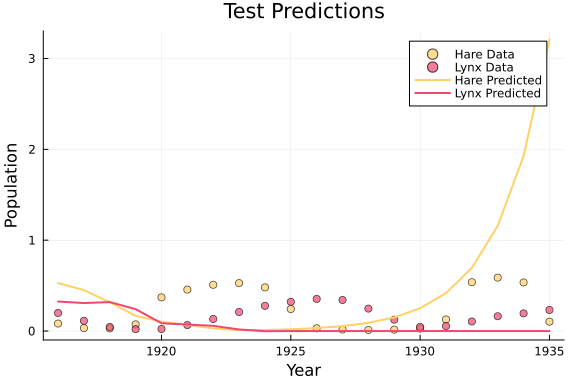 Test Predictions
Hare Data
Lynx Data
Hare Predicted
Lynx Predicted
3
2
1
0
Population
1920
1925
1930
1935
Year